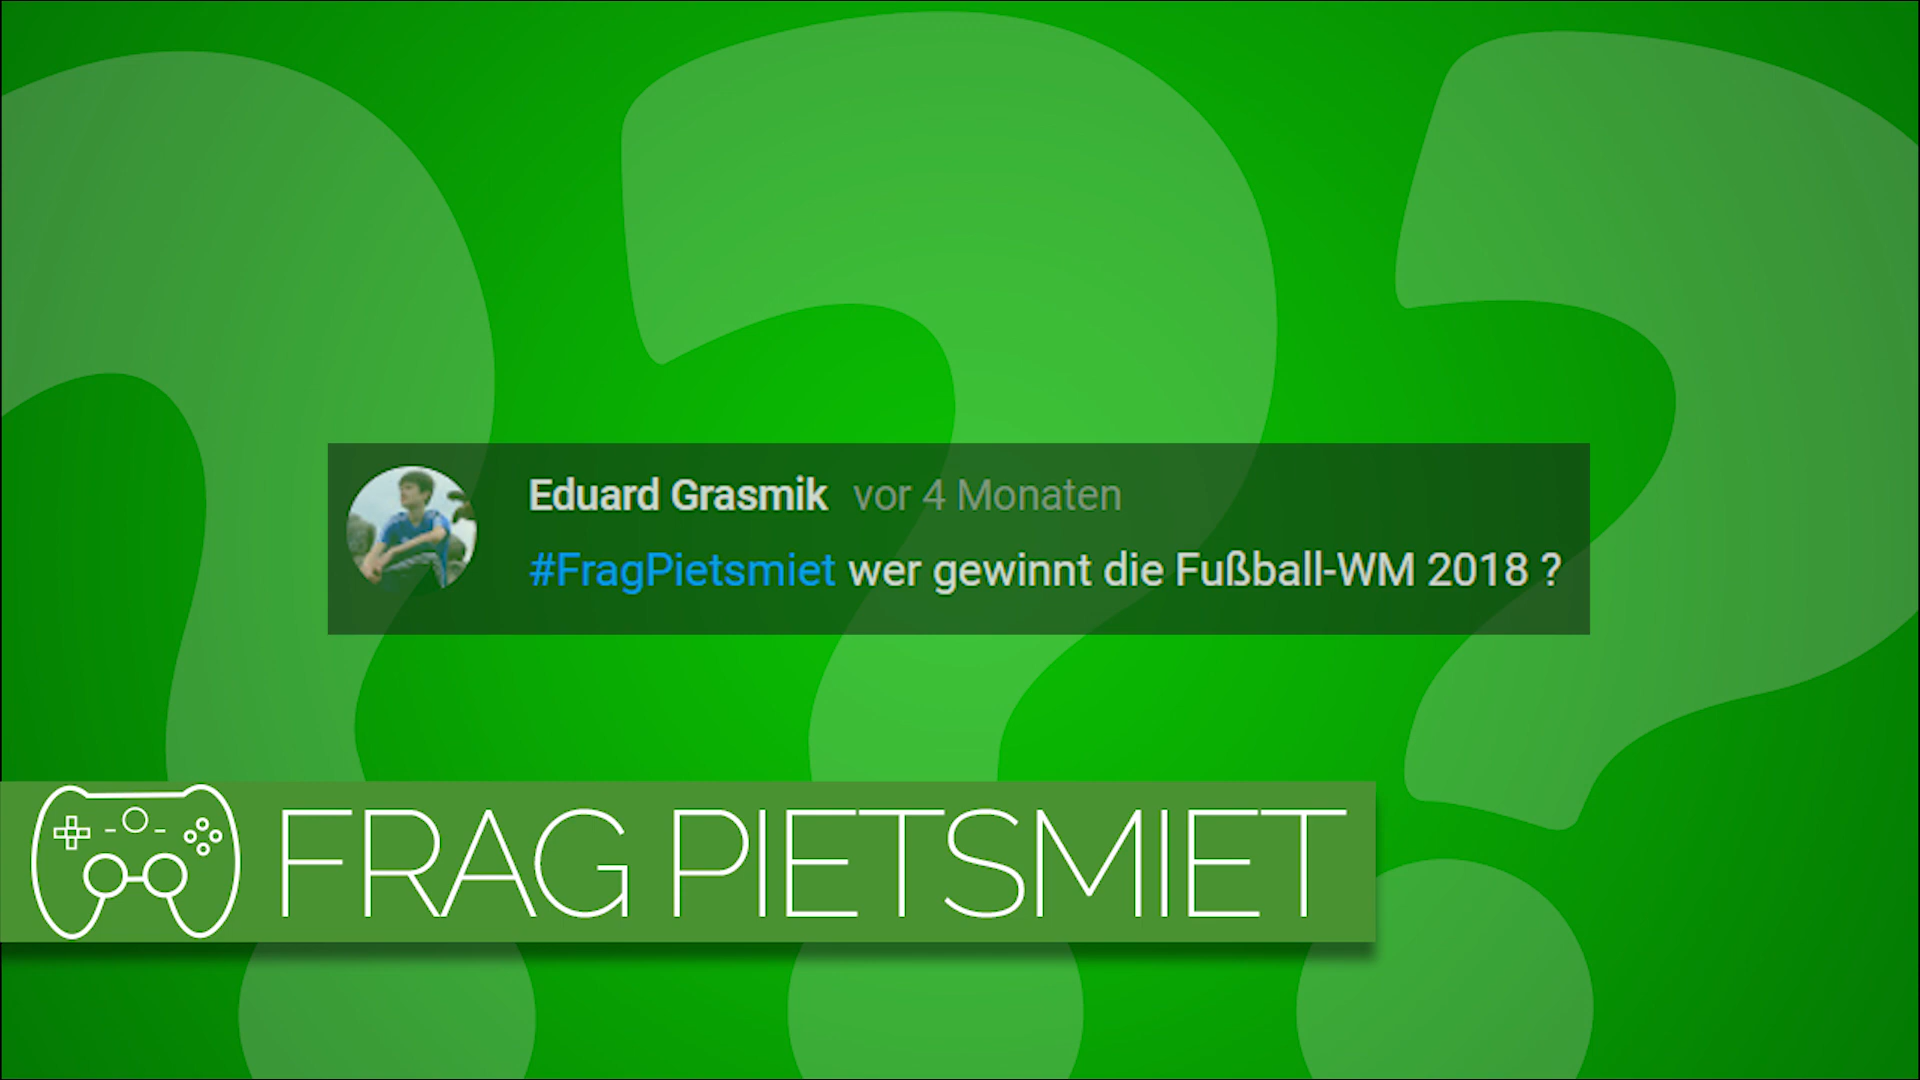 Eduard Grasmik vor 4 Monaten
#FragPietsmiet wer gewinnt die Fußball-WM 2018 ?
FRAG PIETSMIET